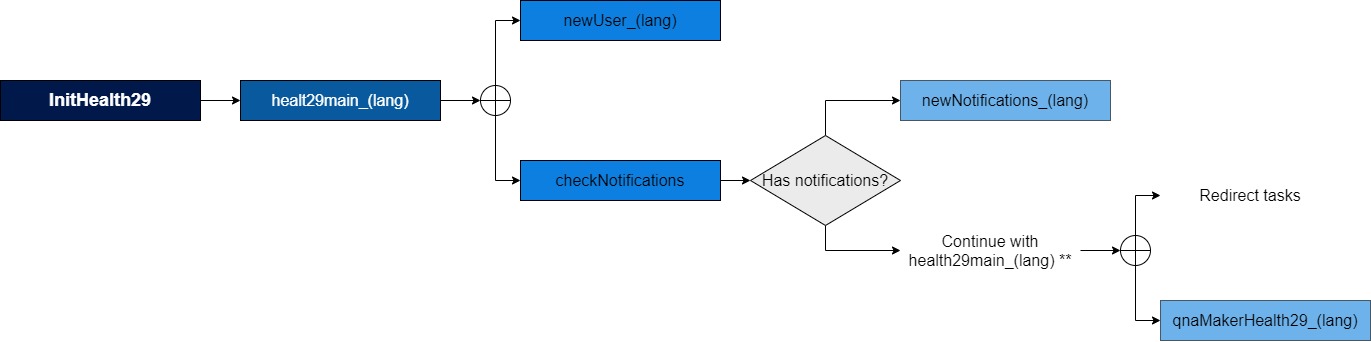 newUser_(lang)
InitHealth29
healt29main_(lang)
newNotifications_(lang)
checkNotifications
Has notifications?
Redirect tasks
Continue with
health29main_(lang) **
qnaMakerHealth29_(lang)